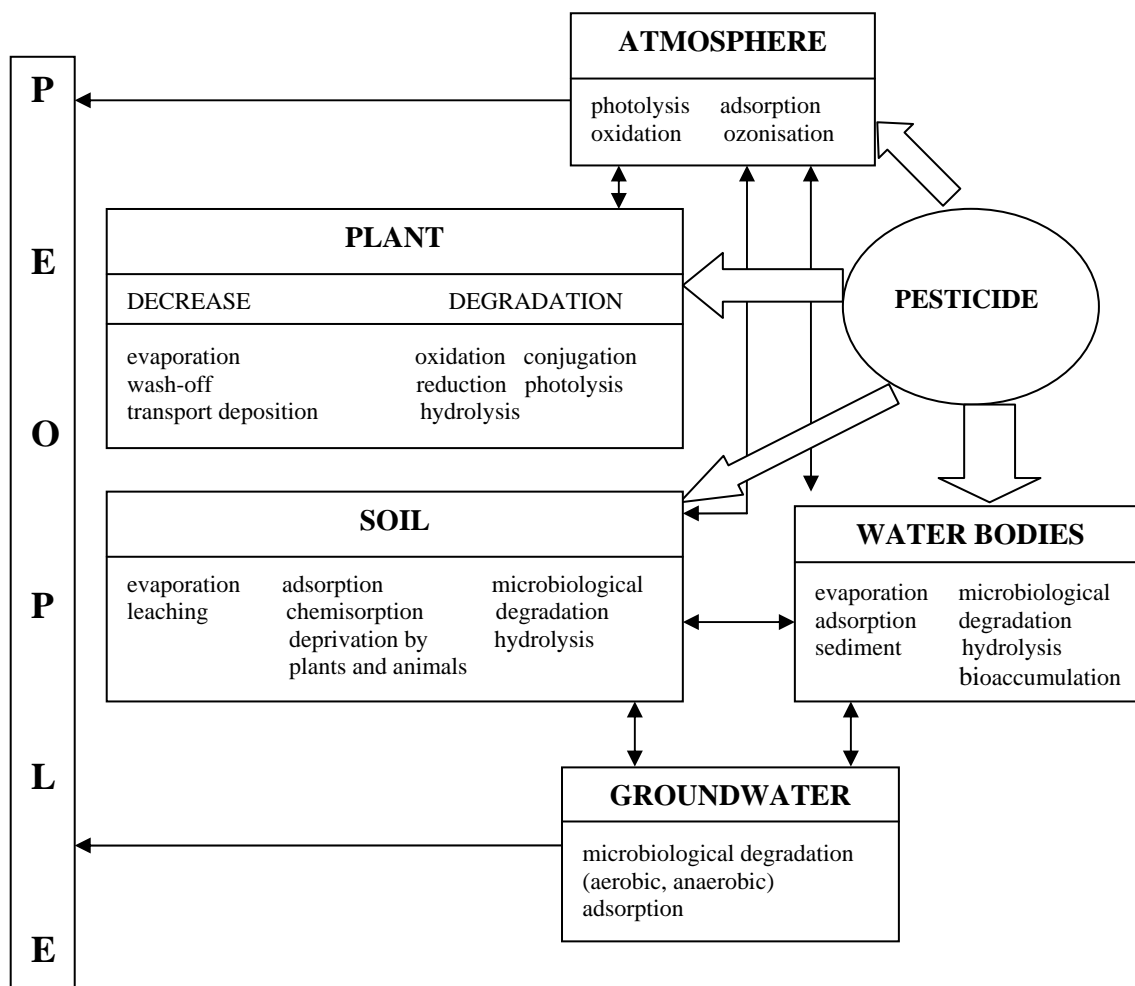 PEOPLE
ATMOSPHERE
photolysis adsorption
oxidation ozonisation
PLANT
DECREASE DEGRADATION
evaporation oxidation conjugation
wash-off reduction photolysis
transport deposition hydrolysis
PESTICIDE
SOIL
evaporation adsorption microbiological
leaching chemisorption degradation
deprivation by hydrolysis
plants and animals
WATER BODIES
evaporation microbiological
adsorption degradation
sediment hydrolysis
bioaccumulation
GROUNDWATER
microbiological degradation
(aerobic, anaerobic)
adsorption